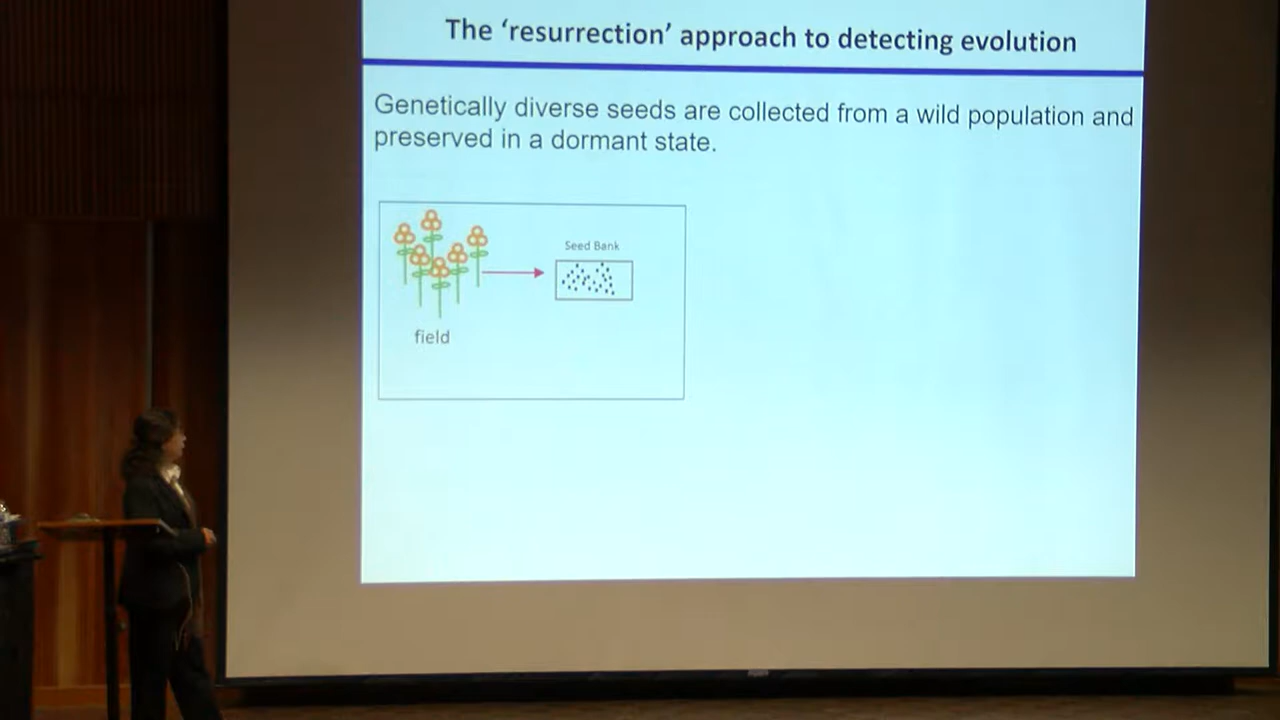 The ‘resurrection’ approach to detecting evolution
Genetically diverse seeds are collected from a wild population and
preserved in a dormant state.
Seed Bank
field